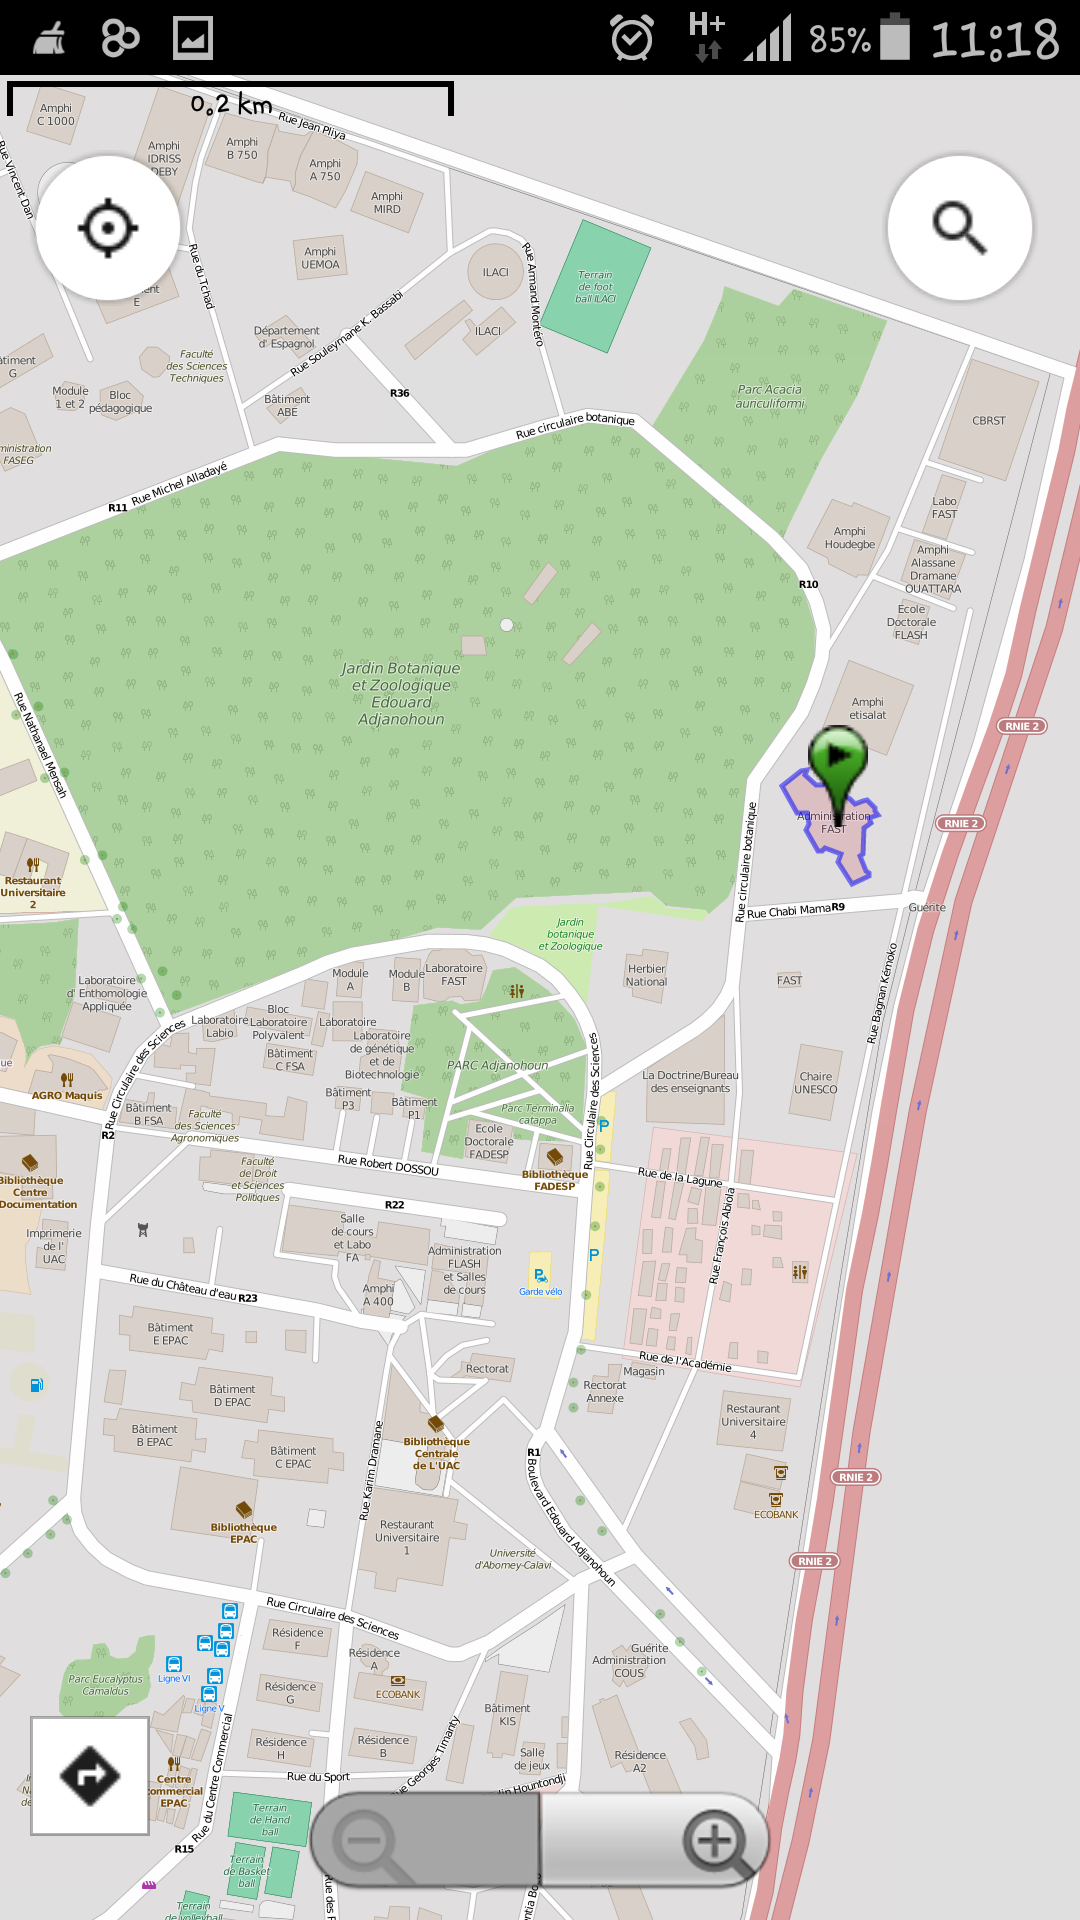 H+
85%
11:18
0.2 km
Amphi
C 1000
Rue Jean Pliya
Amphi
IDRISS
DEBY
Amphi
B 750
Amphi
A 750
Amphi
MIRD
Rue Vincent Dan
Amphi
UEMOA
ILACI
Rue Armand Montéro
Terrain
de foot
ball ILACI
E
Rue du Tchad
Rue Souleymane K. Bassabi
Département
d' Espagnol
ILACI
Faculté
des Sciences
Techniques
G
Module
1 et 2
Bloc
pédagogique
Bâtiment
ABE
R36
Parc Acacia
auriculiformi
CBRST
Rue circulaire botanique
FASEG
Rue Michel Alladayé
R11
Labo
FAST
Amphi
Houdegbe
Amphi
Alassane
Dramane
OUATTARA
R10
Ecole
Doctorale
FLASH
Jardin Botanique
et Zoologique
Edouard
Adjanohoun
Amphi
etisalat
Rue Nathanael Mensah
RNIE 2
Administration
FAST
RNIE 2
Rue circulaire botanique
Restaurant
Universitaire
2
Rue Chabi Mama
R9
Guérite
Jardin
botanique
et Zoologique
Rue Bagnan Kémoko
Laboratoire
d' Enthomologie
Appliquée
Module
A
Module
B
Laboratoire
FAST
Herbier
National
FAST
Laboratoire
Labio
Bloc
Laboratoire
Polyvalent
Laboratoire
Laboratoire
de génétique
et de
Biotechnologie
Bâtiment
C FSA
Rue Circulaire des Sciences
PARC Adjanohoun
Rue Circulaire des Sciences
La Doctrine/Bureau
des enseignants
Chaire
UNESCO
AGRO Maquis
Bâtiment
B FSA
Bâtiment
P3
Bâtiment
P1
Parc Terminalia
catappa
Faculté
des Sciences
Agronomiques
R2
Ecole
Doctorale
FADESP
P
Bibliothèque
FADESP
Rue Robert DOSSOU
Faculté
de Droit
et Sciences
Politiques
Bibliothèque
Centre
Documentation
Rue de la Lagune
R22
Rue François Abiola
Imprimerie
de l'
UAC
Salle
de cours
et Labo
FA
Administration
FLASH
et Salles
de cours
P
Garde vélo
Rue du Château d'eau
R23
Amphi
A 400
Bâtiment
E EPAC
Rue de l'Académie
Rectorat
Magasin
Rectorat
Annexe
Bâtiment
D EPAC
Restaurant
Universitaire
4
Bâtiment
B EPAC
Bâtiment
C EPAC
Rue Karim Dramane
Bibliothèque
Centrale
de L'UAC
R1
Boulevard Edouard Adjanohoun
RNIE 2
ECOBANK
Bibliothèque
EPAC
Restaurant
Universitaire
1
Université
d'Abomey-Calavi
RNIE 2
Rue Circulaire des Sciences
Résidence
F
Résidence
A
Guérite
Administration
COUS
Parc Eucalyptus
Camaldus
Ligne VI
Ligne V
Résidence
G
ECOBANK
Bâtiment
KIS
Résidence
H
Résidence
B
Rue Georges Timanty
Salle
de jeux
Résidence
A2
Rue du Centre Commercial
Centre
commercial
EPAC
Rue du Sport
Hountondji
Terrain
de Hand
ball
R15
Terrain
de Basket
ball
Rue des
Terrain
de volleyball